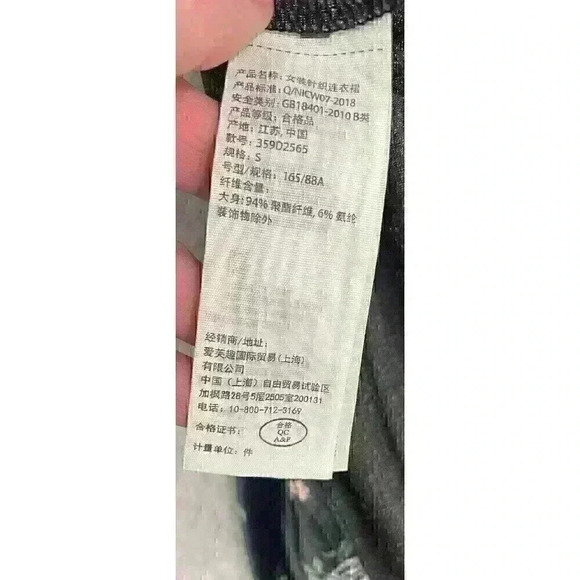 产品名称: 女装针织连衣裙
产品标准: Q/NICW07-2018
安全类别: GB18401-2010 B类
产品等级: 合格品
产地: 江苏, 中国
款号: 359D2565
规格: S
号型/规格: 165/88A
纤维含量:
大身: 94% 聚酯纤维, 6% 氨纶
装饰物除外
经销商/地址:
爱芙趣国际贸易(上海)
有限公司
中国（上海）自由贸易试验区
加枫路28号5层2505室200131
电话: 10-800-712-3169
合格证书:
合格
QC
A&F
计量单位: 件